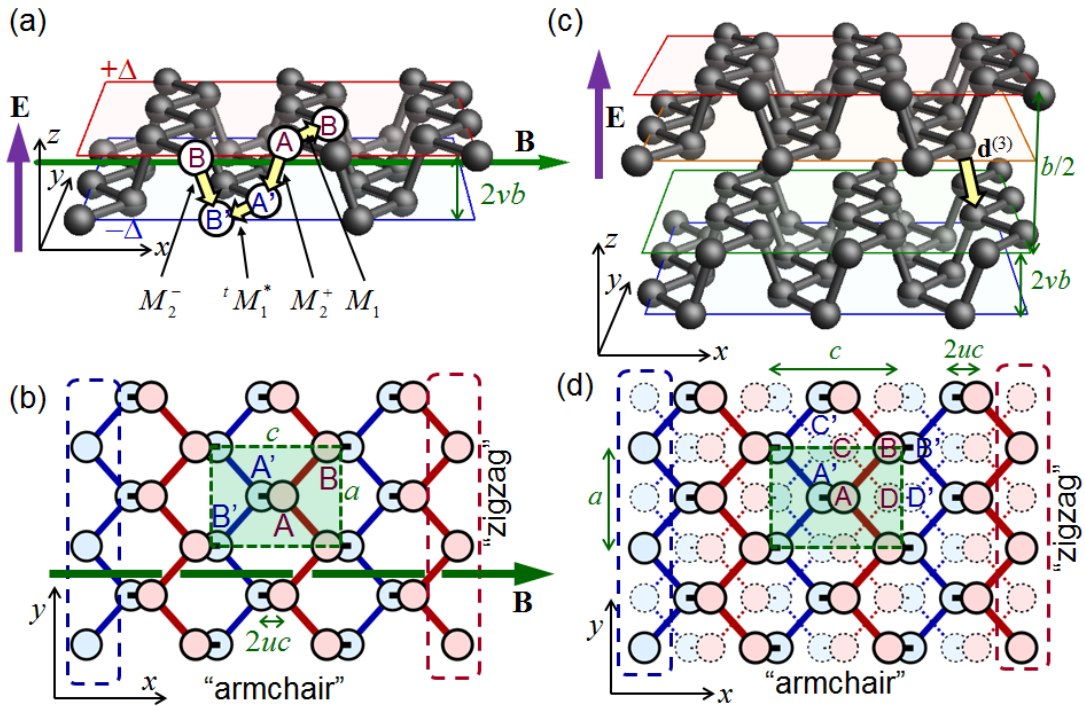 (a)
+Δ
E
z
y
x
B
A
B
B'
A'
−Δ
B
2vb
M₂⁻
ᵗM₁*
M₂⁺
M₁
(b)
c
A'
B
a
B'
A
"zigzag"
B
2uc
y
x
"armchair"
(c)
E
d⁽³⁾
b/2
z
y
x
2vb
(d)
c
2uc
C'
C
B
B'
A'
A
D
D'
a
"zigzag"
y
x
"armchair"